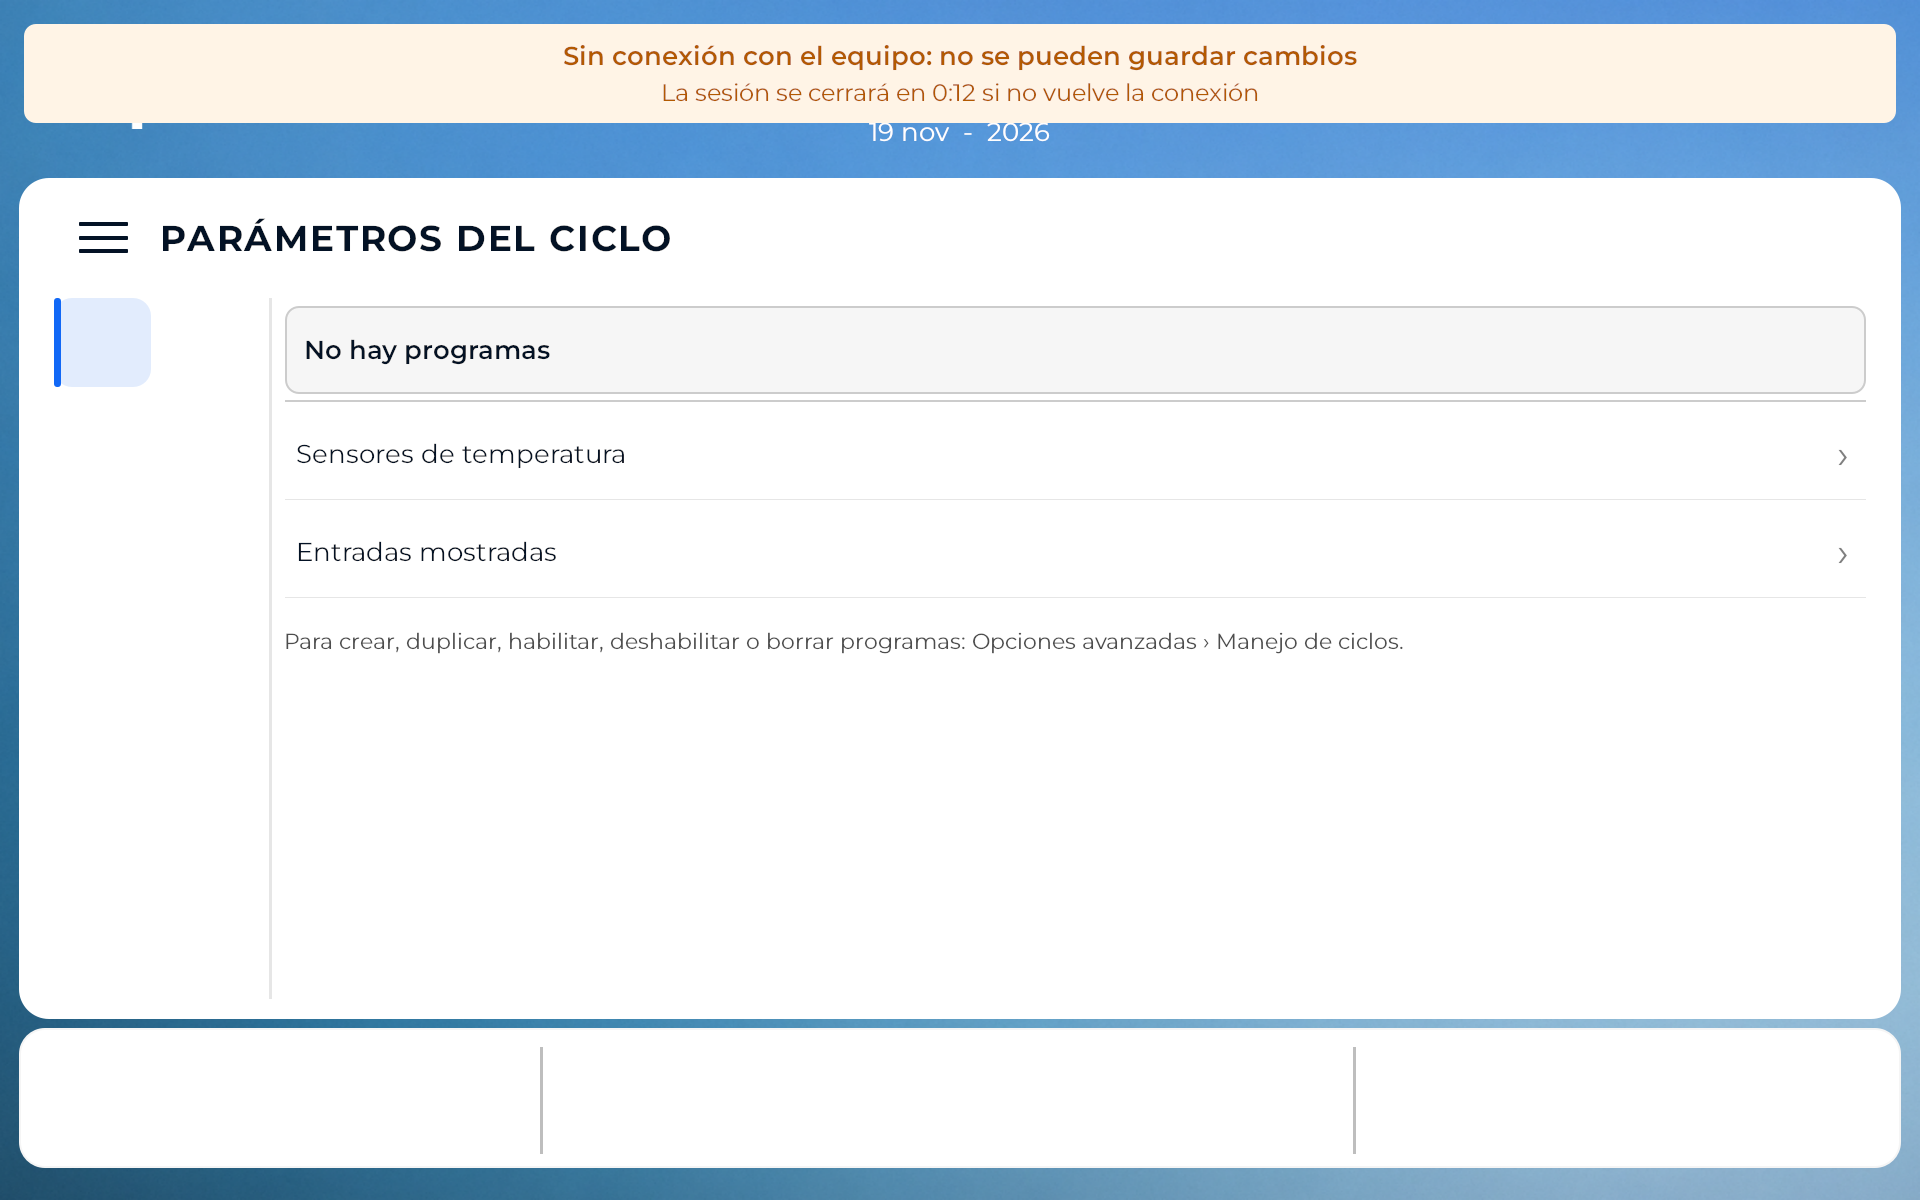 Sin conexión con el equipo: no se pueden guardar cambios
La sesión se cerrará en 0:12 si no vuelve la conexión
19 nov - 2026
PARÁMETROS DEL CICLO
No hay programas
Sensores de temperatura
Entradas mostradas
Para crear, duplicar, habilitar, deshabilitar o borrar programas: Opciones avanzadas › Manejo de ciclos.